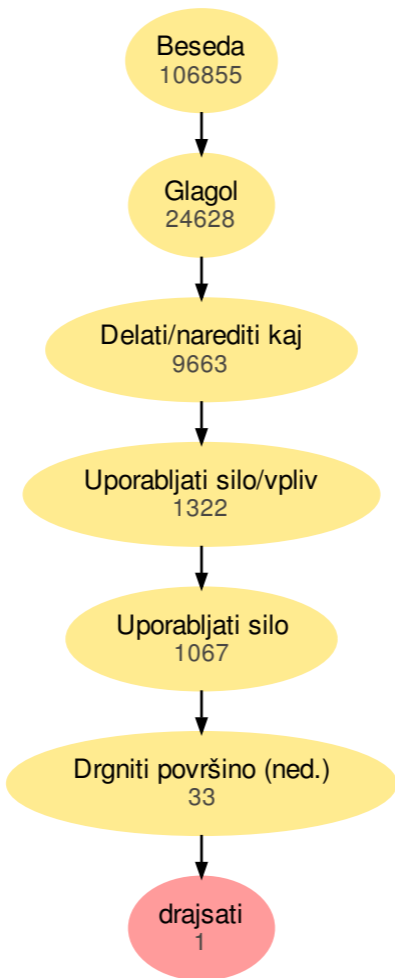 Beseda
106855
Glagol
24628
Delati/narediti kaj
9663
Uporabljati silo/vpliv
1322
Uporabljati silo
1067
Drgniti površino (ned.)
33
drajsati
1